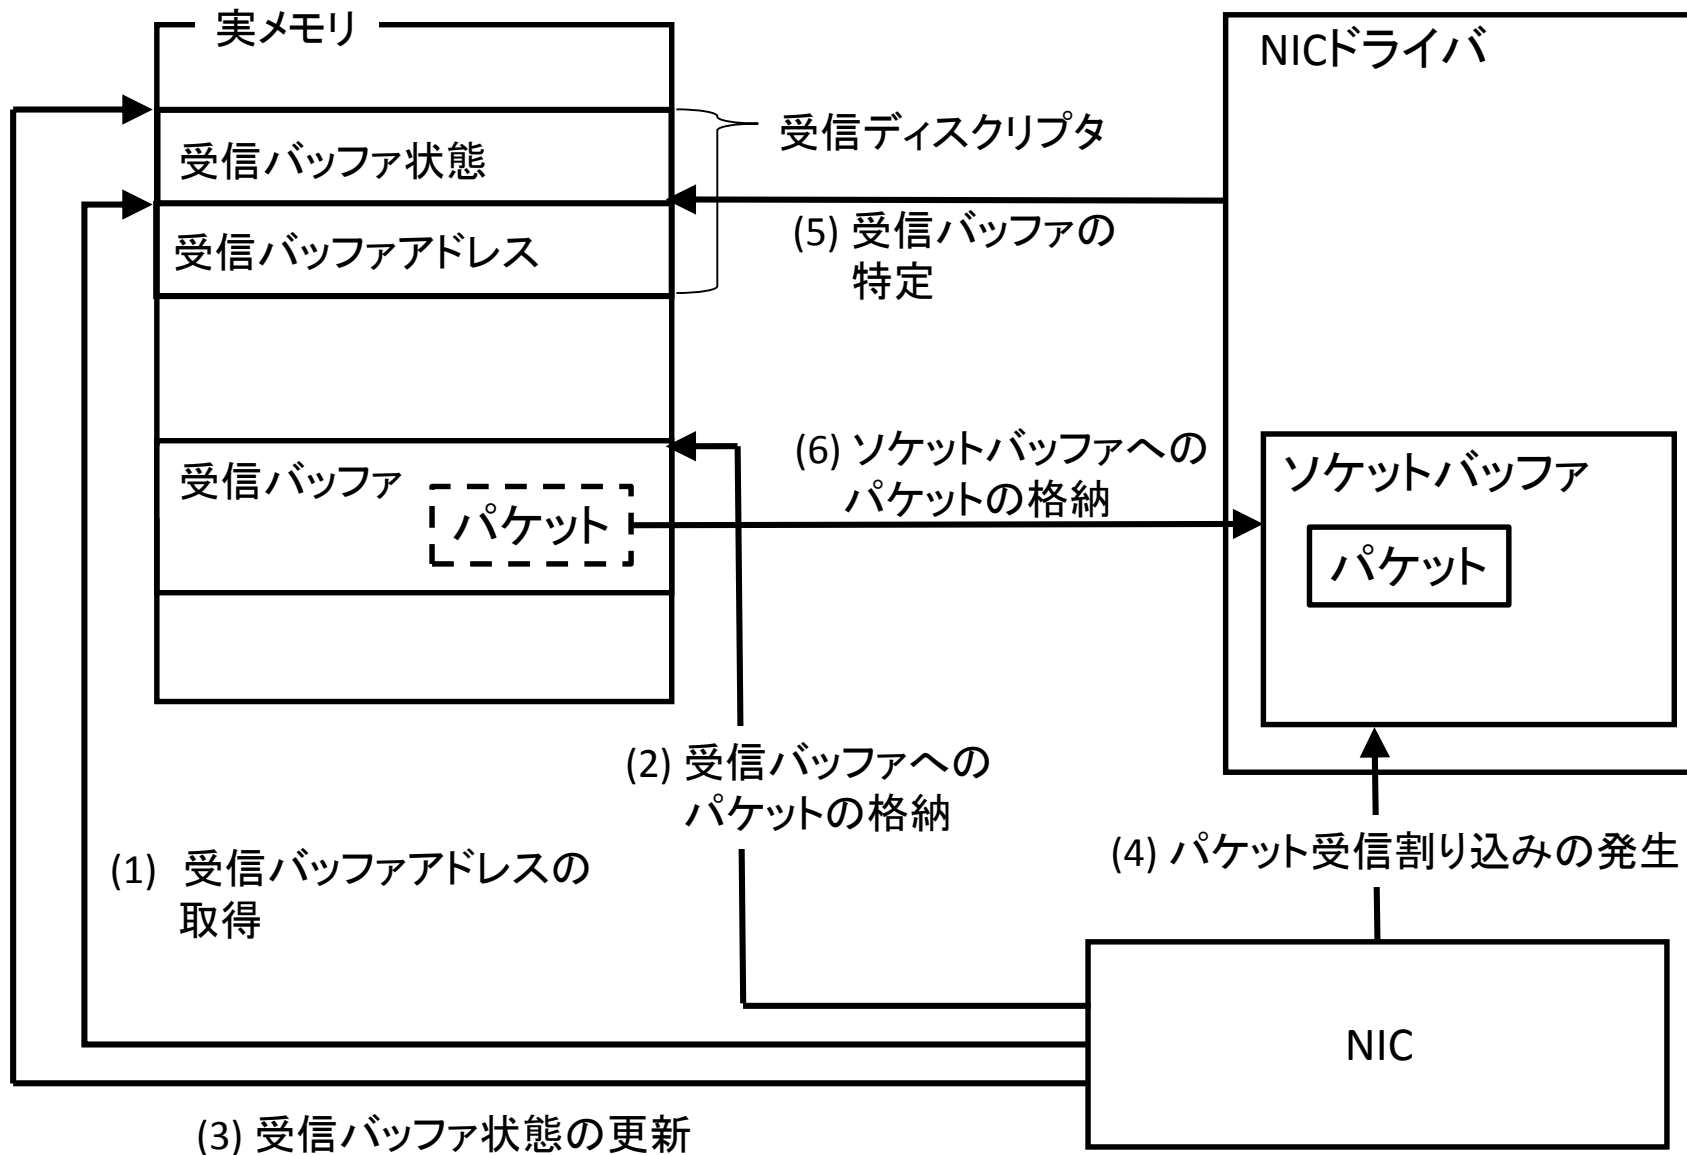 実メモリ
NICドライバ
受信ディスクリプタ
受信バッファ状態
受信バッファアドレス
(5) 受信バッファの
特定
(6) ソケットバッファへの
パケットの格納
受信バッファ
パケット
ソケットバッファ
パケット
(2) 受信バッファへの
パケットの格納
(4) パケット受信割り込みの発生
(1) 受信バッファアドレスの
取得
NIC
(3) 受信バッファ状態の更新